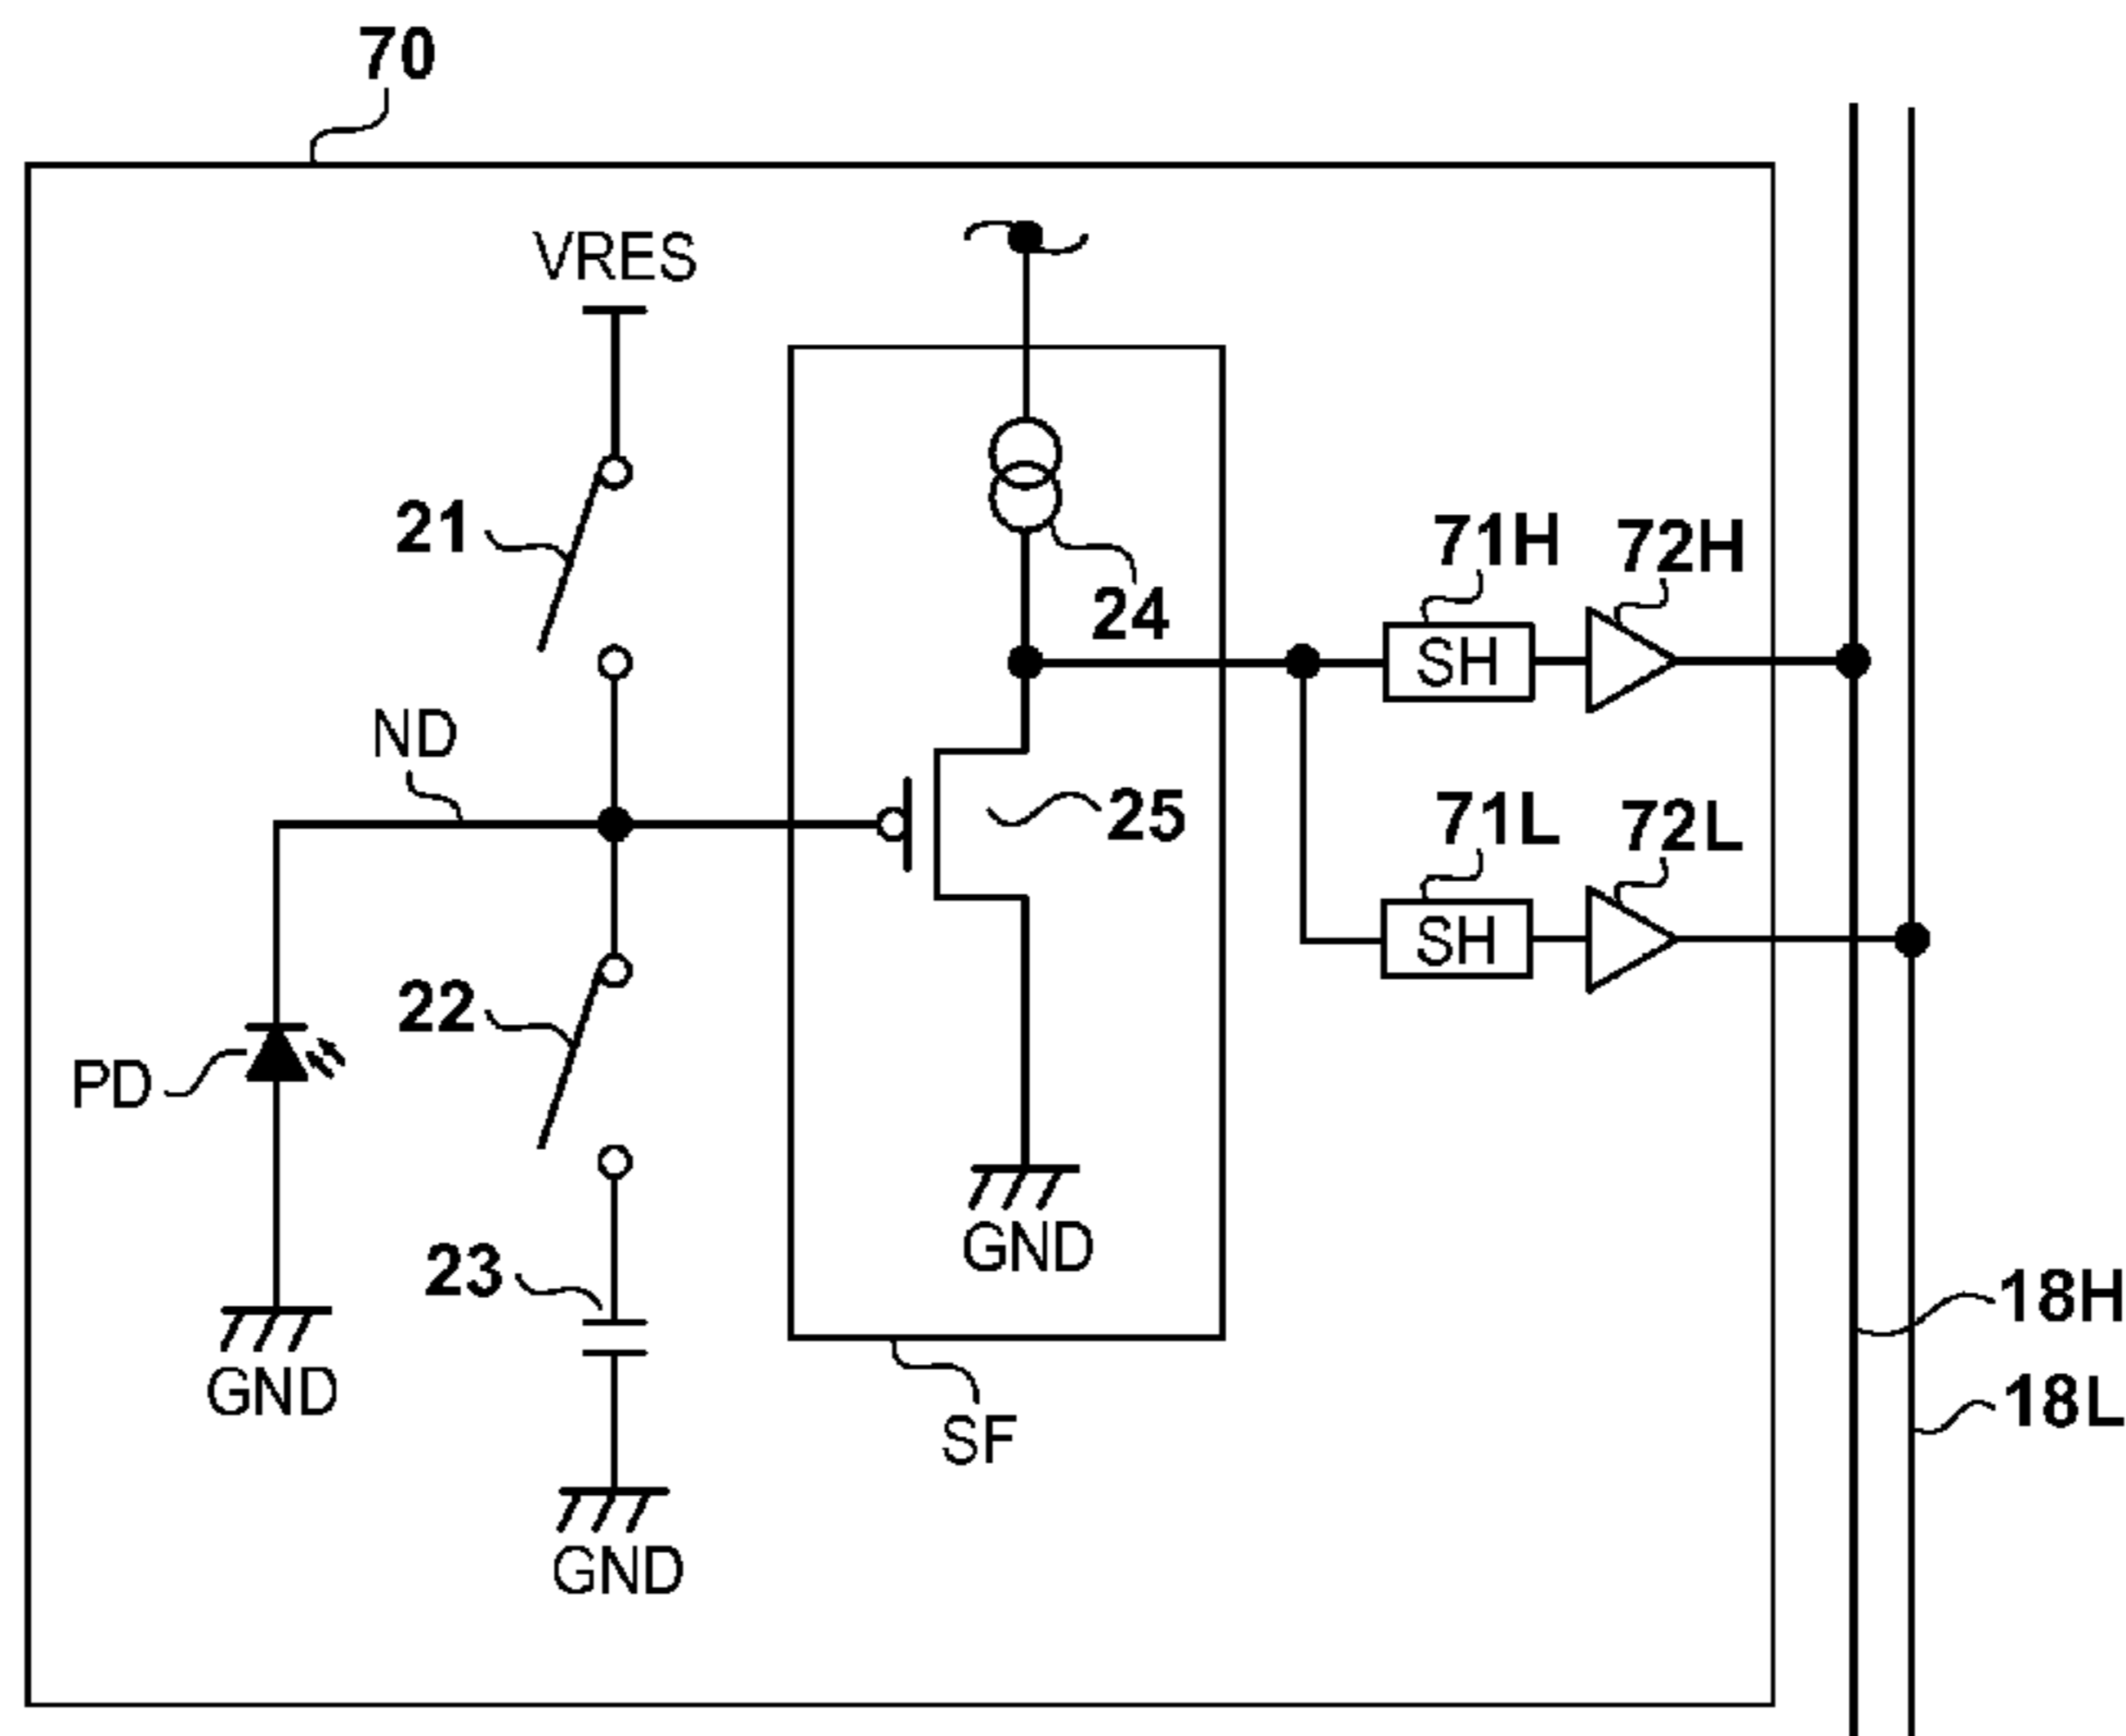 70
VRES
21
24
71H
72H
SH
ND
25
71L
72L
SH
22
PD
23
GND
18H
GND
18L
SF
GND